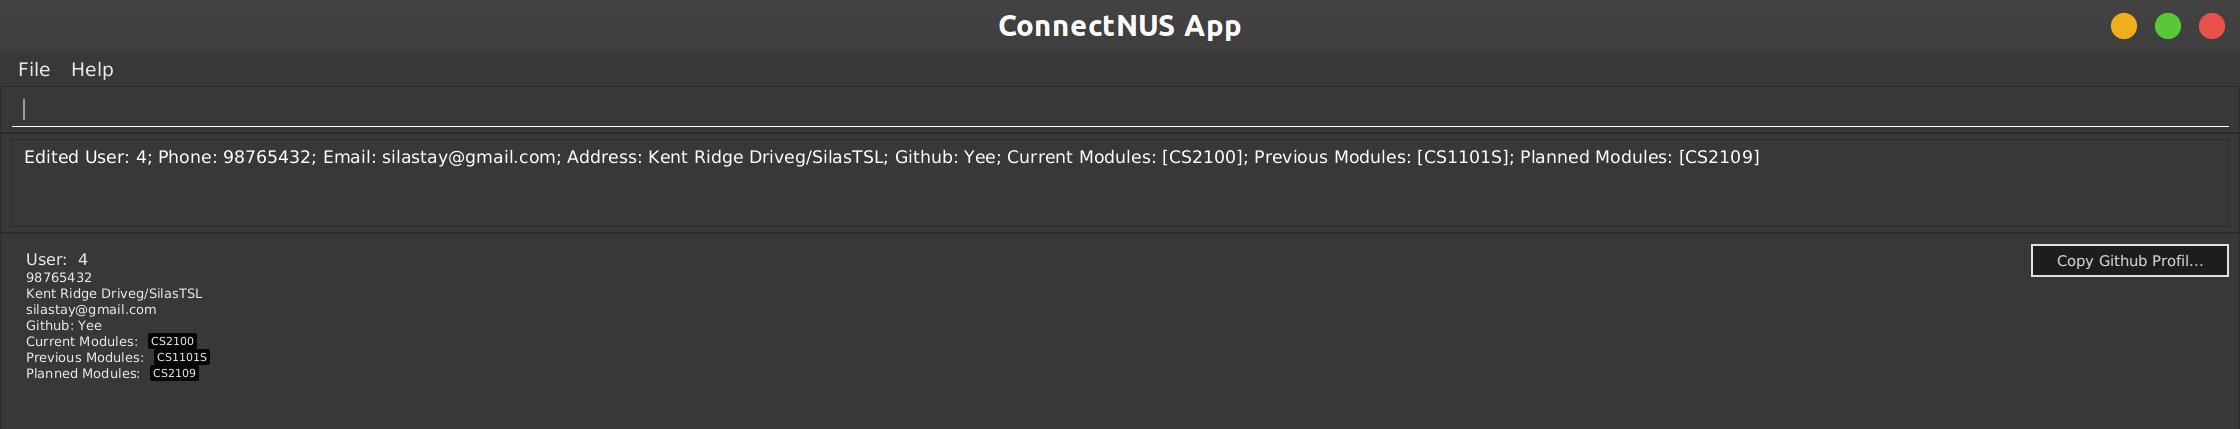 ConnectNUS App
File Help
Edited User: 4; Phone: 98765432; Email: silastay@gmail.com; Address: Kent Ridge Driveg/SilasTSL; Github: Yee; Current Modules: [CS2100]; Previous Modules: [CS1101S]; Planned Modules: [CS2109]
User: 4
Copy Github Profil...
98765432
Kent Ridge Driveg/SilasTSL
silastay@gmail.com
Github: Yee
Current Modules: CS2100
Previous Modules: CS1101S
Planned Modules: CS2109